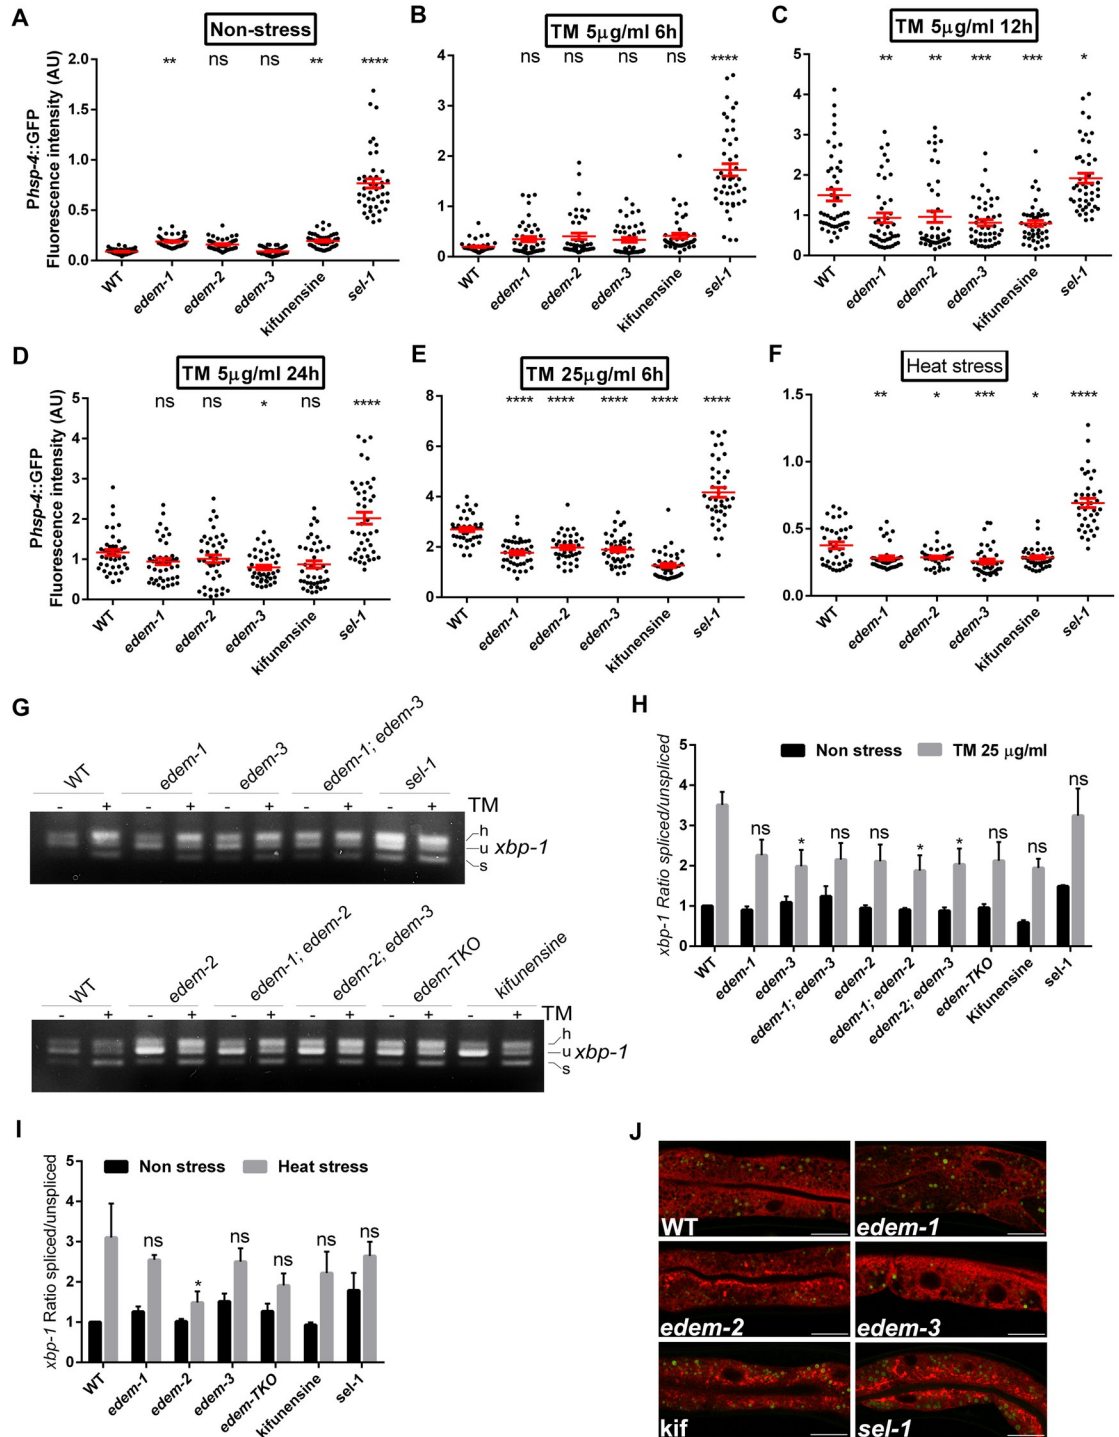 A
Non-stress
** ns ns ** ****
Phsp-4::GFP
Fluorescence intensity (AU)
2.0
1.5
1.0
0.5
0.0
WT edem-1 edem-2 edem-3 kifunensine sel-1
B
TM 5μg/ml 6h
ns ns ns ns ****
4
3
2
1
0
WT edem-1 edem-2 edem-3 kifunensine sel-1
C
TM 5μg/ml 12h
** ** *** *** *
5
4
3
2
1
0
WT edem-1 edem-2 edem-3 kifunensine sel-1
D
TM 5μg/ml 24h
ns ns * ns ****
Phsp-4::GFP
Fluorescence intensity (AU)
5
4
3
2
1
0
WT edem-1 edem-2 edem-3 kifunensine sel-1
E
TM 25μg/ml 6h
**** **** **** **** ****
8
6
4
2
0
WT edem-1 edem-2 edem-3 kifunensine sel-1
F
Heat stress
** * *** * ****
1.5
1.0
0.5
0.0
WT edem-1 edem-2 edem-3 kifunensine sel-1
G
WT edem-1 edem-3 edem-1; edem-3 sel-1
- + - + - + - + - + TM
h
u xbp-1
s
WT edem-2 edem-1; edem-2 edem-2; edem-3 edem-TKO kifunensine
- + - + - + - + - + - + TM
h
u xbp-1
s
H
Non stress TM 25 μg/ml
xbp-1 Ratio spliced/unspliced
5
4
3
2
1
0
ns * ns ns * * ns ns ns
WT edem-1 edem-3 edem-1; edem-3 edem-2 edem-1; edem-2 edem-2; edem-3 edem-TKO Kifunensine sel-1
I
Non stress Heat stress
xbp-1 Ratio spliced/unspliced
5
4
3
2
1
0
ns * ns ns ns ns
WT edem-1 edem-2 edem-3 edem-TKO kifunensine sel-1
J
WT edem-1
edem-2 edem-3
kif sel-1